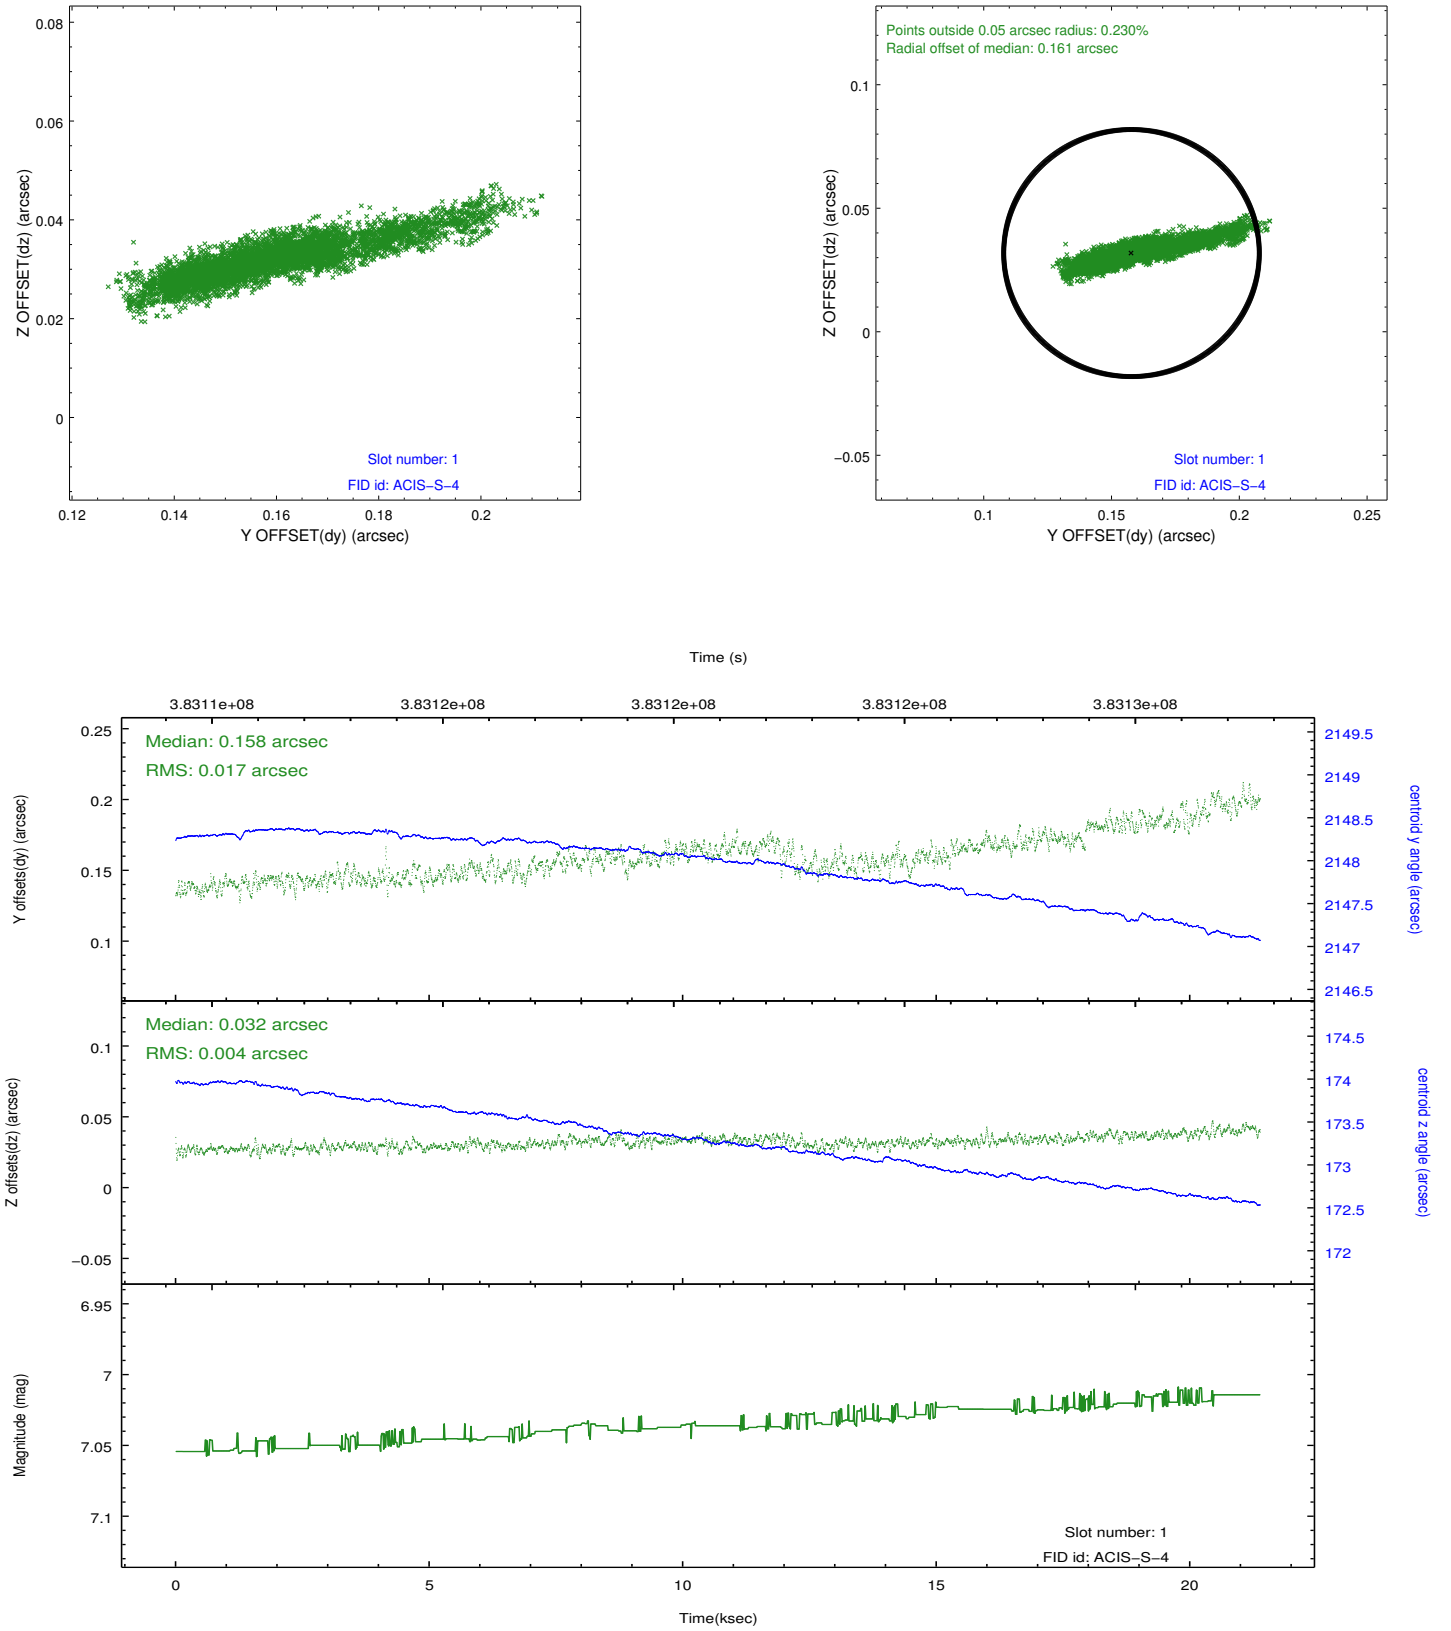 0.08
0.06
0.04
0.02
0
Z OFFSET(dz) (arcsec)
Slot number: 1
FID id: ACIS−S−4
0.12 0.14 0.16 0.18 0.2
Y OFFSET(dy) (arcsec)
Points outside 0.05 arcsec radius: 0.230%
Radial offset of median: 0.161 arcsec
0.1
0.05
0
−0.05
Z OFFSET(dz) (arcsec)
Slot number: 1
FID id: ACIS−S−4
0.1 0.15 0.2 0.25
Y OFFSET(dy) (arcsec)
Time (s)
3.8311e+08 3.8312e+08 3.8312e+08 3.8312e+08 3.8313e+08
Median: 0.158 arcsec
RMS: 0.017 arcsec
0.25
0.2
0.15
0.1
Y offsets(dy) (arcsec)
2149.5
2149
2148.5
2148
2147.5
2147
2146.5
centroid y angle (arcsec)
Median: 0.032 arcsec
RMS: 0.004 arcsec
0.1
0.05
0
−0.05
Z offsets(dz) (arcsec)
174.5
174
173.5
173
172.5
172
centroid z angle (arcsec)
6.95
7
7.05
7.1
Magnitude (mag)
Slot number: 1
FID id: ACIS−S−4
0 5 10 15 20
Time(ksec)